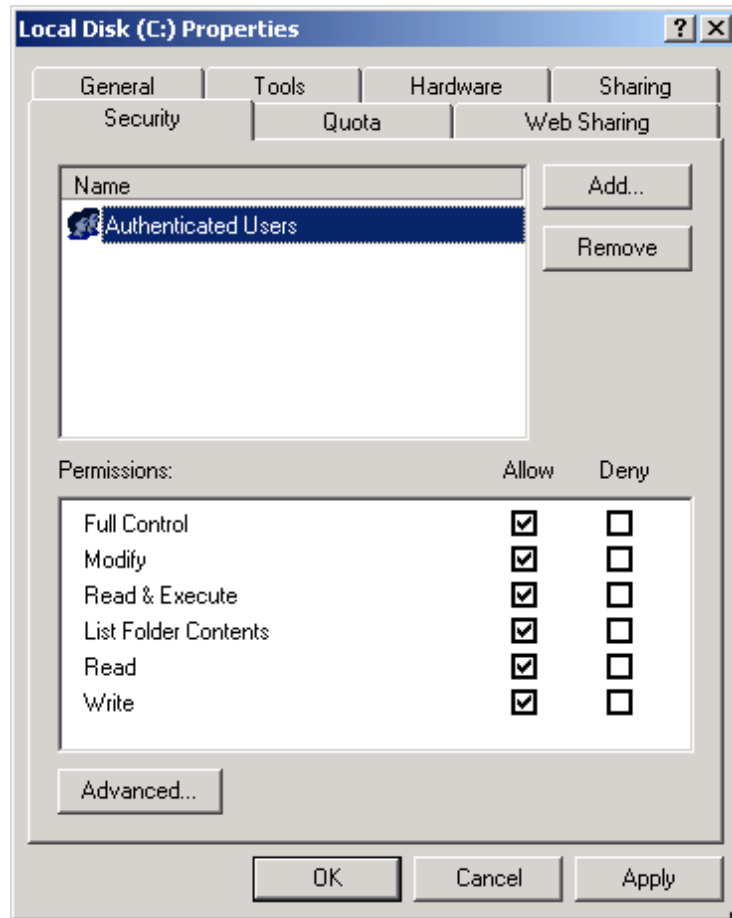 Local Disk (C:) Properties
General Tools Hardware Sharing
Security Quota Web Sharing
Name
Add...
Authenticated Users
Remove
Permissions: Allow Deny
Full Control
Modify
Read & Execute
List Folder Contents
Read
Write
Advanced...
OK Cancel Apply